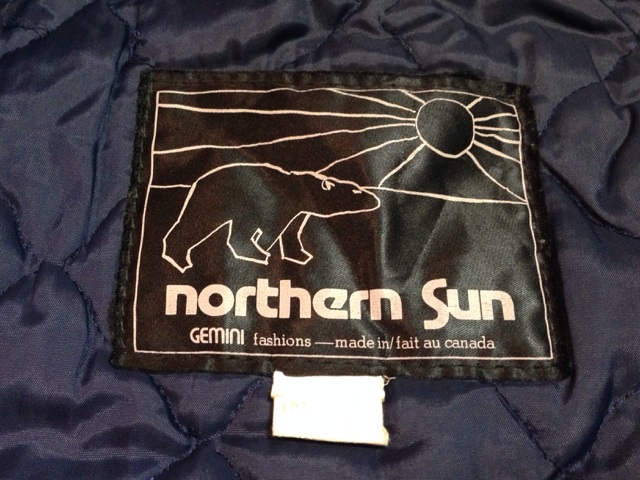 northern Sun
GEMINI fashions — made in/fait au canada